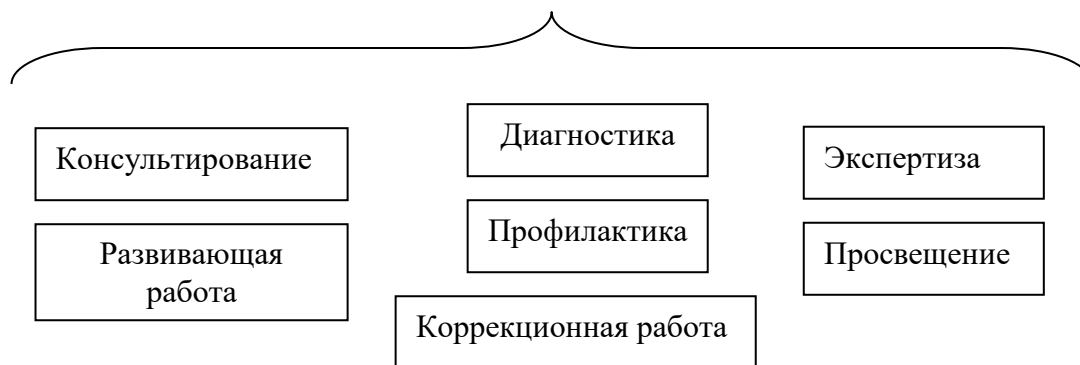 Консультирование
Развивающая
работа
Диагностика
Профилактика
Коррекционная работа
Экспертиза
Просвещение